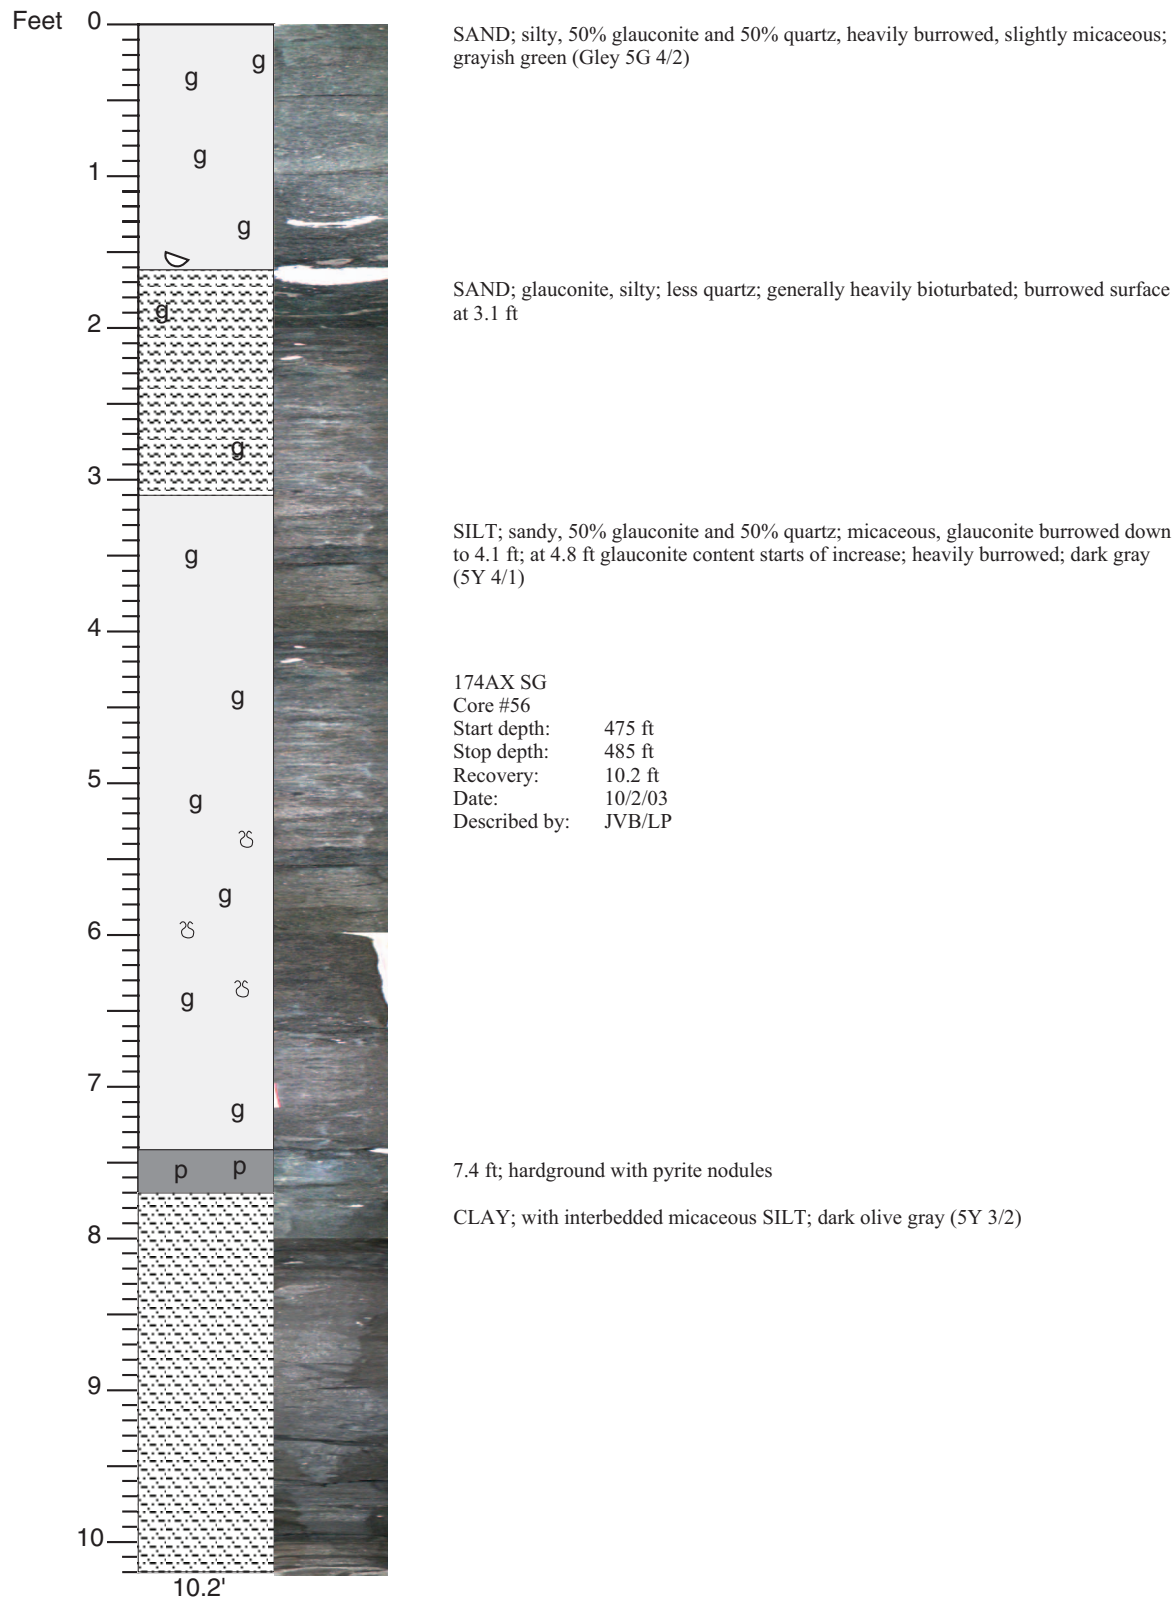 Feet 0
g
g
SAND; silty, 50% glauconite and 50% quartz, heavily burrowed, slightly micaceous;
grayish green (Gley 5G 4/2)
g
1
g
SAND; glauconite, silty; less quartz; generally heavily bioturbated; burrowed surface
at 3.1 ft
g
2
g
3
SILT; sandy, 50% glauconite and 50% quartz; micaceous, glauconite burrowed down
to 4.1 ft; at 4.8 ft glauconite content starts of increase; heavily burrowed; dark gray
(5Y 4/1)
g
4
g
174AX SG
Core #56
Start depth: 475 ft
Stop depth: 485 ft
Recovery: 10.2 ft
Date: 10/2/03
Described by: JVB/LP
5
g
g
6
g
7
g
p p
7.4 ft; hardground with pyrite nodules
CLAY; with interbedded micaceous SILT; dark olive gray (5Y 3/2)
8
9
10
10.2'